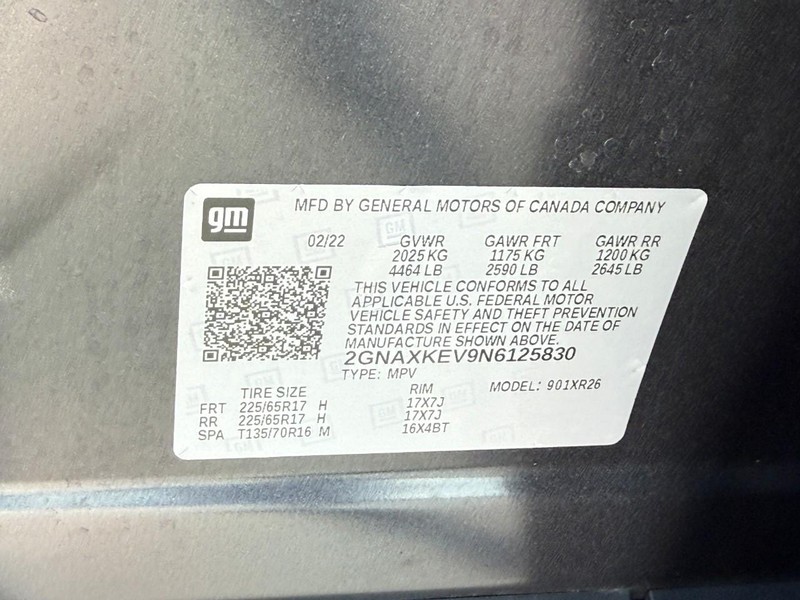 gm
MFD BY GENERAL MOTORS OF CANADA COMPANY
02/22 GVWR GAWR FRT GAWR RR
2025 KG 1175 KG 1200 KG
4464 LB 2590 LB 2645 LB
THIS VEHICLE CONFORMS TO ALL
APPLICABLE U.S. FEDERAL MOTOR
VEHICLE SAFETY AND THEFT PREVENTION
STANDARDS IN EFFECT ON THE DATE OF
MANUFACTURE SHOWN ABOVE.
2GNAXKEV9N6125830
TYPE: MPV
TIRE SIZE RIM MODEL: 901XR26
FRT 225/65R17 H 17X7J
RR 225/65R17 H 17X7J
SPA T135/70R16 M 16X4BT